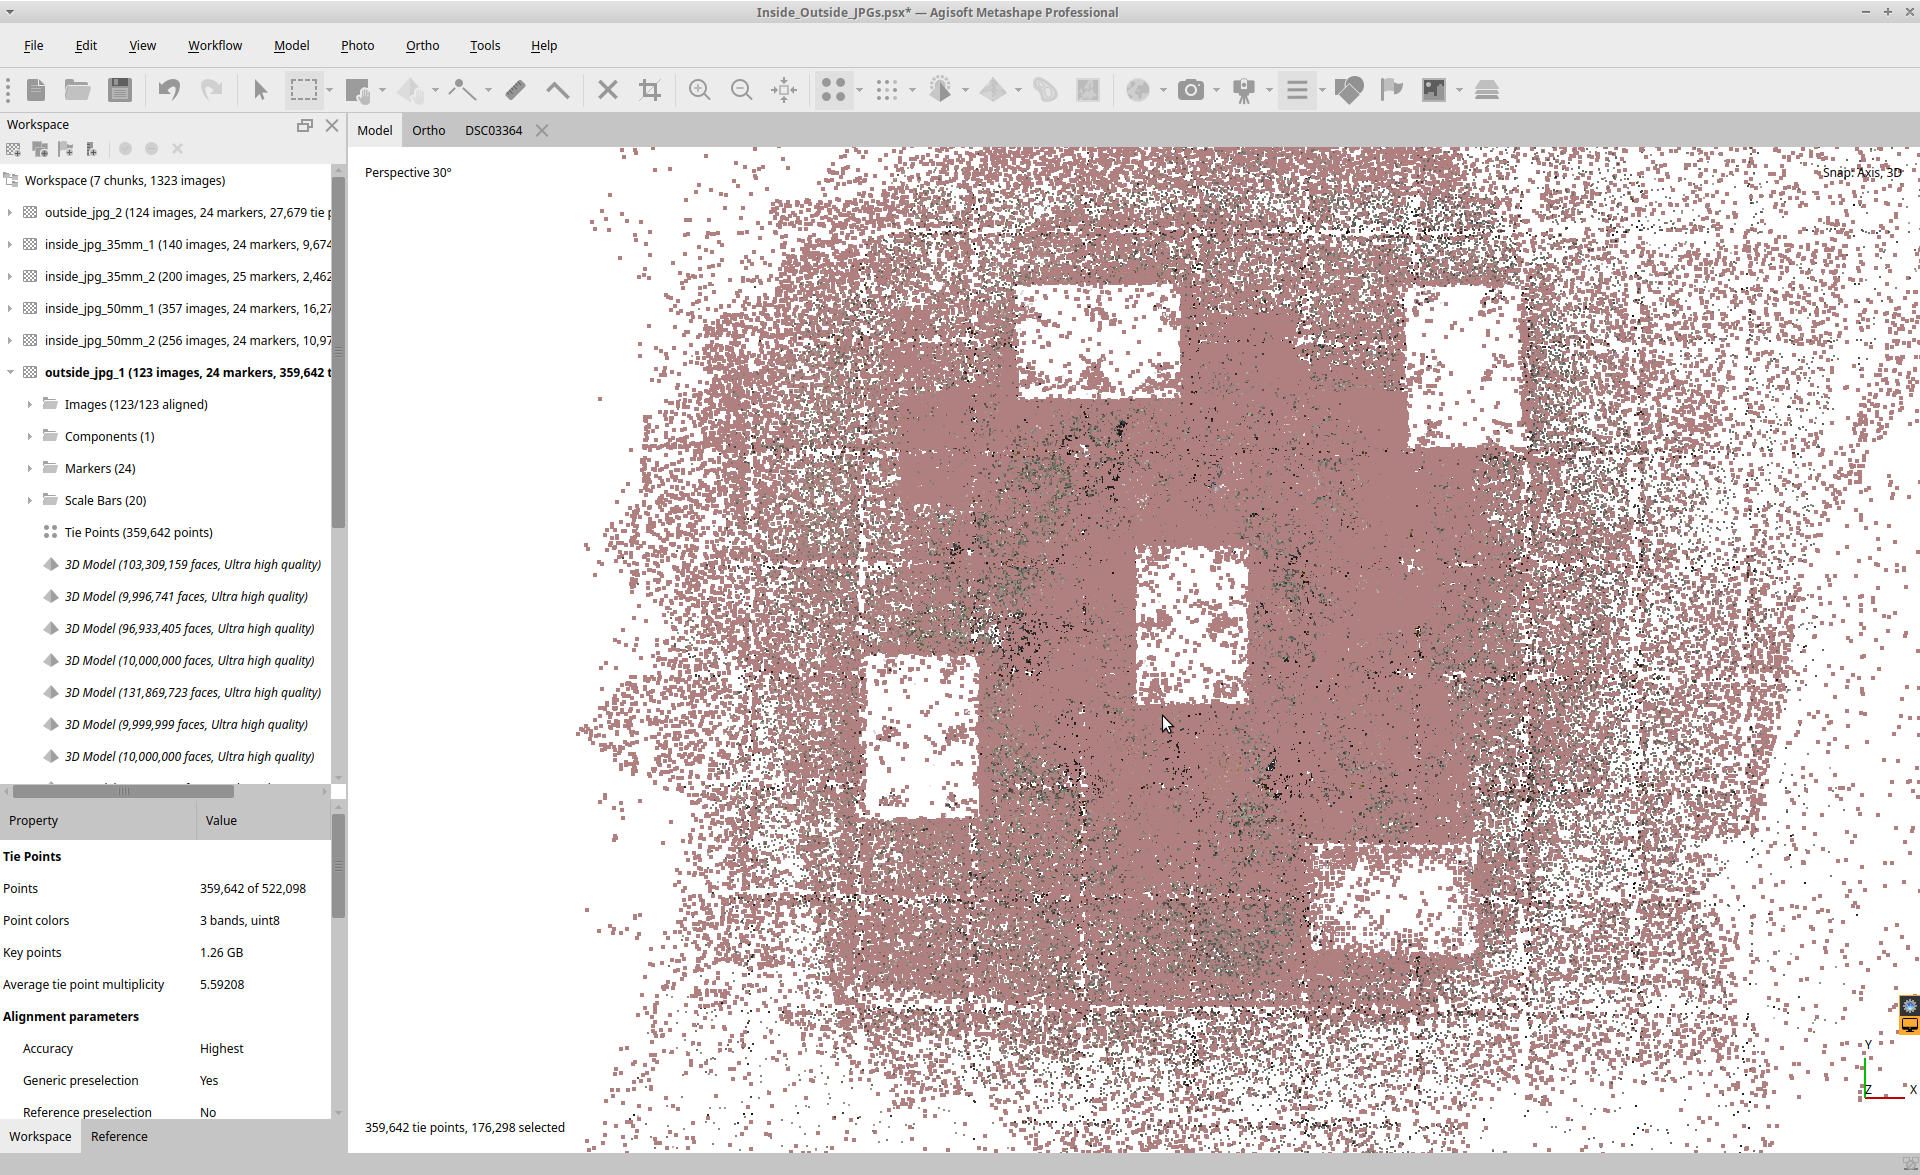 Inside_Outside_JPGs.psx* — Agisoft Metashape Professional
File Edit View Workflow Model Photo Ortho Tools Help
Workspace
Model Ortho DSC03364
Perspective 30°
Snap: Axis, 3D
Workspace (7 chunks, 1323 images)
outside_jpg_2 (124 images, 24 markers, 27,679 tie p
inside_jpg_35mm_1 (140 images, 24 markers, 9,674
inside_jpg_35mm_2 (200 images, 25 markers, 2,462
inside_jpg_50mm_1 (357 images, 24 markers, 16,27
inside_jpg_50mm_2 (256 images, 24 markers, 10,97
outside_jpg_1 (123 images, 24 markers, 359,642 t
Images (123/123 aligned)
Components (1)
Markers (24)
Scale Bars (20)
Tie Points (359,642 points)
3D Model (103,309,159 faces, Ultra high quality)
3D Model (9,996,741 faces, Ultra high quality)
3D Model (96,933,405 faces, Ultra high quality)
3D Model (10,000,000 faces, Ultra high quality)
3D Model (131,869,723 faces, Ultra high quality)
3D Model (9,999,999 faces, Ultra high quality)
3D Model (10,000,000 faces, Ultra high quality)
Property Value
Tie Points
Points 359,642 of 522,098
Point colors 3 bands, uint8
Key points 1.26 GB
Average tie point multiplicity 5.59208
Alignment parameters
Accuracy Highest
Generic preselection Yes
Reference preselection No
Workspace Reference
359,642 tie points, 176,298 selected
Y
Z X